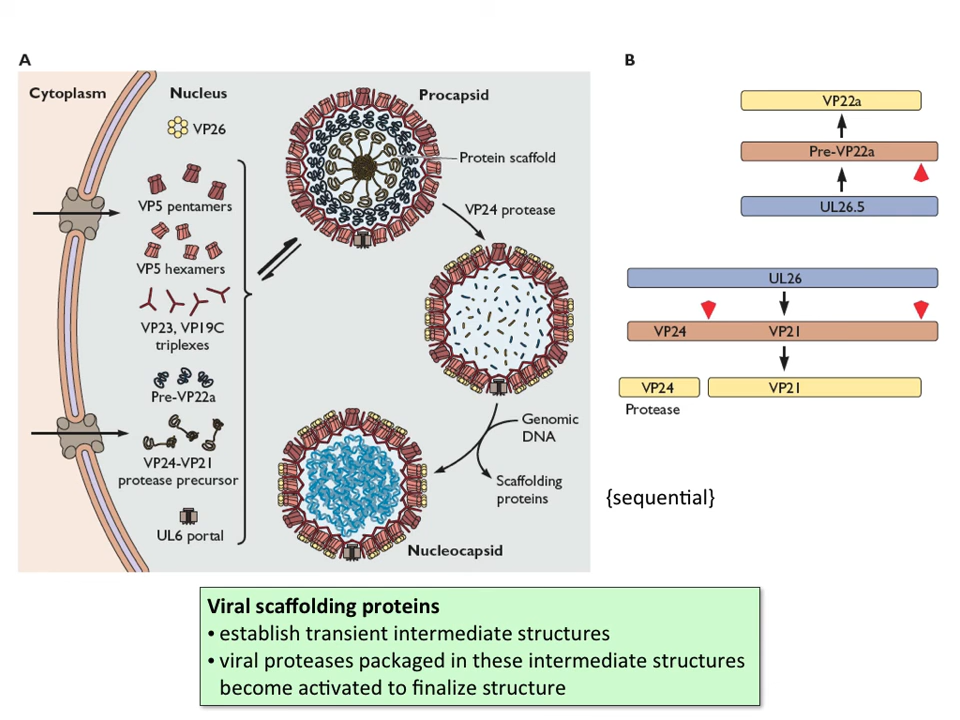 A
Cytoplasm
Nucleus
VP26
VP5 pentamers
VP5 hexamers
VP23, VP19C
triplexes
Pre-VP22a
VP24-VP21
protease precursor
UL6 portal
Procapsid
Protein scaffold
VP24 protease
Genomic
DNA
Scaffolding
proteins
Nucleocapsid
B
VP22a
Pre-VP22a
UL26.5
UL26
VP24 VP21
VP24 VP21
Protease
{sequential}
Viral scaffolding proteins
• establish transient intermediate structures
• viral proteases packaged in these intermediate structures
become activated to finalize structure